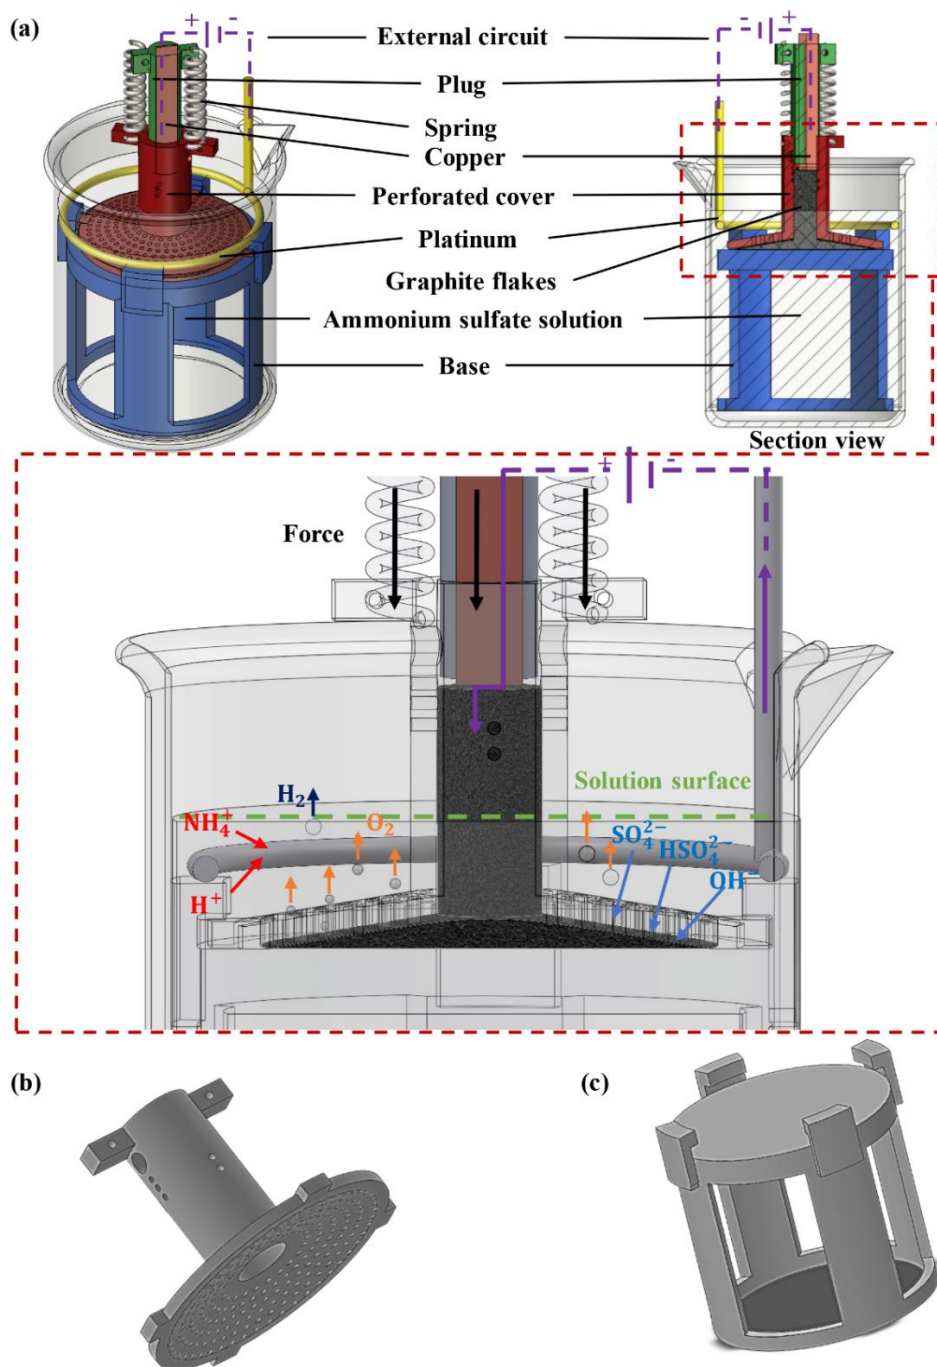 (a)
+ -
- +
External circuit
Plug
Spring
Copper
Perforated cover
Platinum
Graphite flakes
Ammonium sulfate solution
Base
Section view
+ -
Force
Solution surface
H₂
NH₄⁺
O₂
SO₄²⁻
HSO₄²⁻
H⁺
OH⁻
(b)
(c)